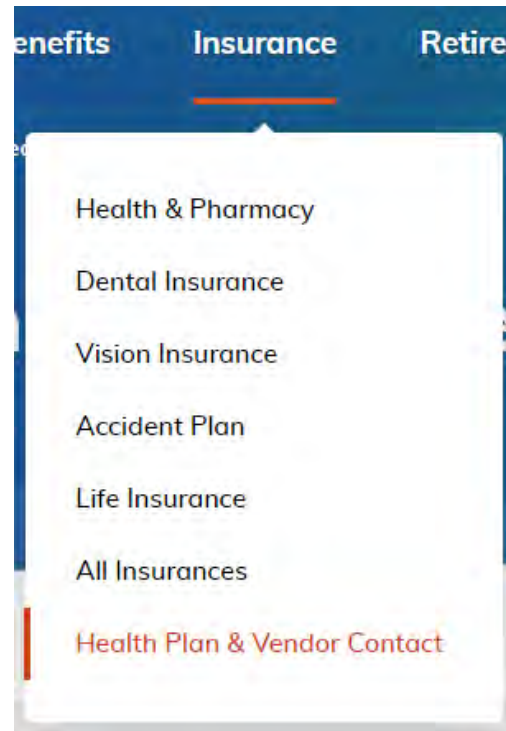 enefits Insurance Retire
Health & Pharmacy
Dental Insurance
Vision Insurance
Accident Plan
Life Insurance
All Insurances
Health Plan & Vendor Contact